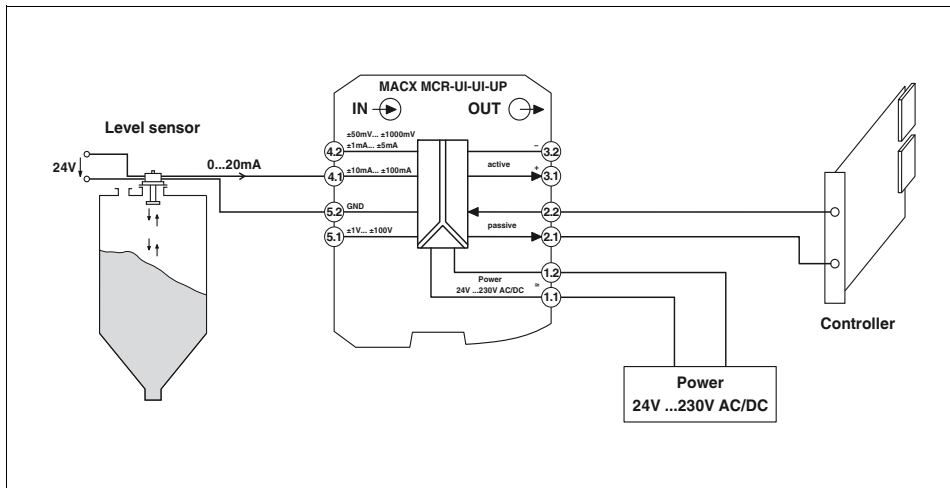 MACX MCR-UI-UI-UP
IN
OUT
Level sensor
24V
0...20mA
±50mV... ±1000mV
4.2
±1mA... ±5mA
4.1
±10mA... ±100mA
5.2
GND
5.1
±1V... ±100V
–
3.2
active
+
3.1
2.2
passive
2.1
Power
24V ...230V AC/DC
≅
1.2
1.1
Controller
Power
24V ...230V AC/DC